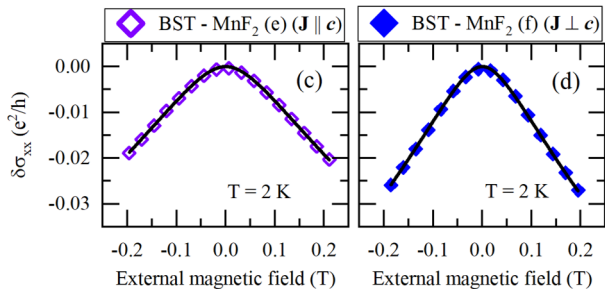 BST - MnF₂ (e) (J ∥ c)
BST - MnF₂ (f) (J ⊥ c)
δσxx (e²/h)
0.00
-0.01
-0.02
-0.03
(c)
T = 2 K
(d)
T = 2 K
-0.2 -0.1 0.0 0.1 0.2
-0.2 -0.1 0.0 0.1 0.2
External magnetic field (T)
External magnetic field (T)